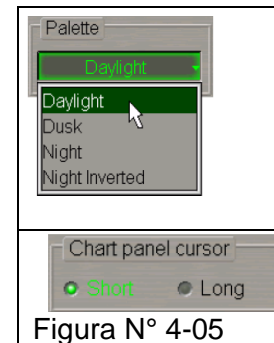 Palette
Daylight
Daylight
Dusk
Night
Night Inverted
Chart panel cursor
Short
Long
Figura N° 4-05